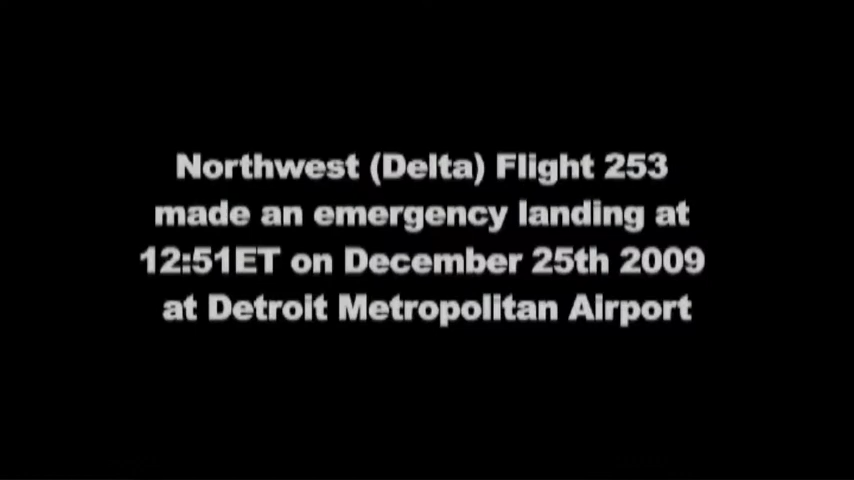 Northwest (Delta) Flight 253
made an emergency landing at
12:51ET on December 25th 2009
at Detroit Metropolitan Airport